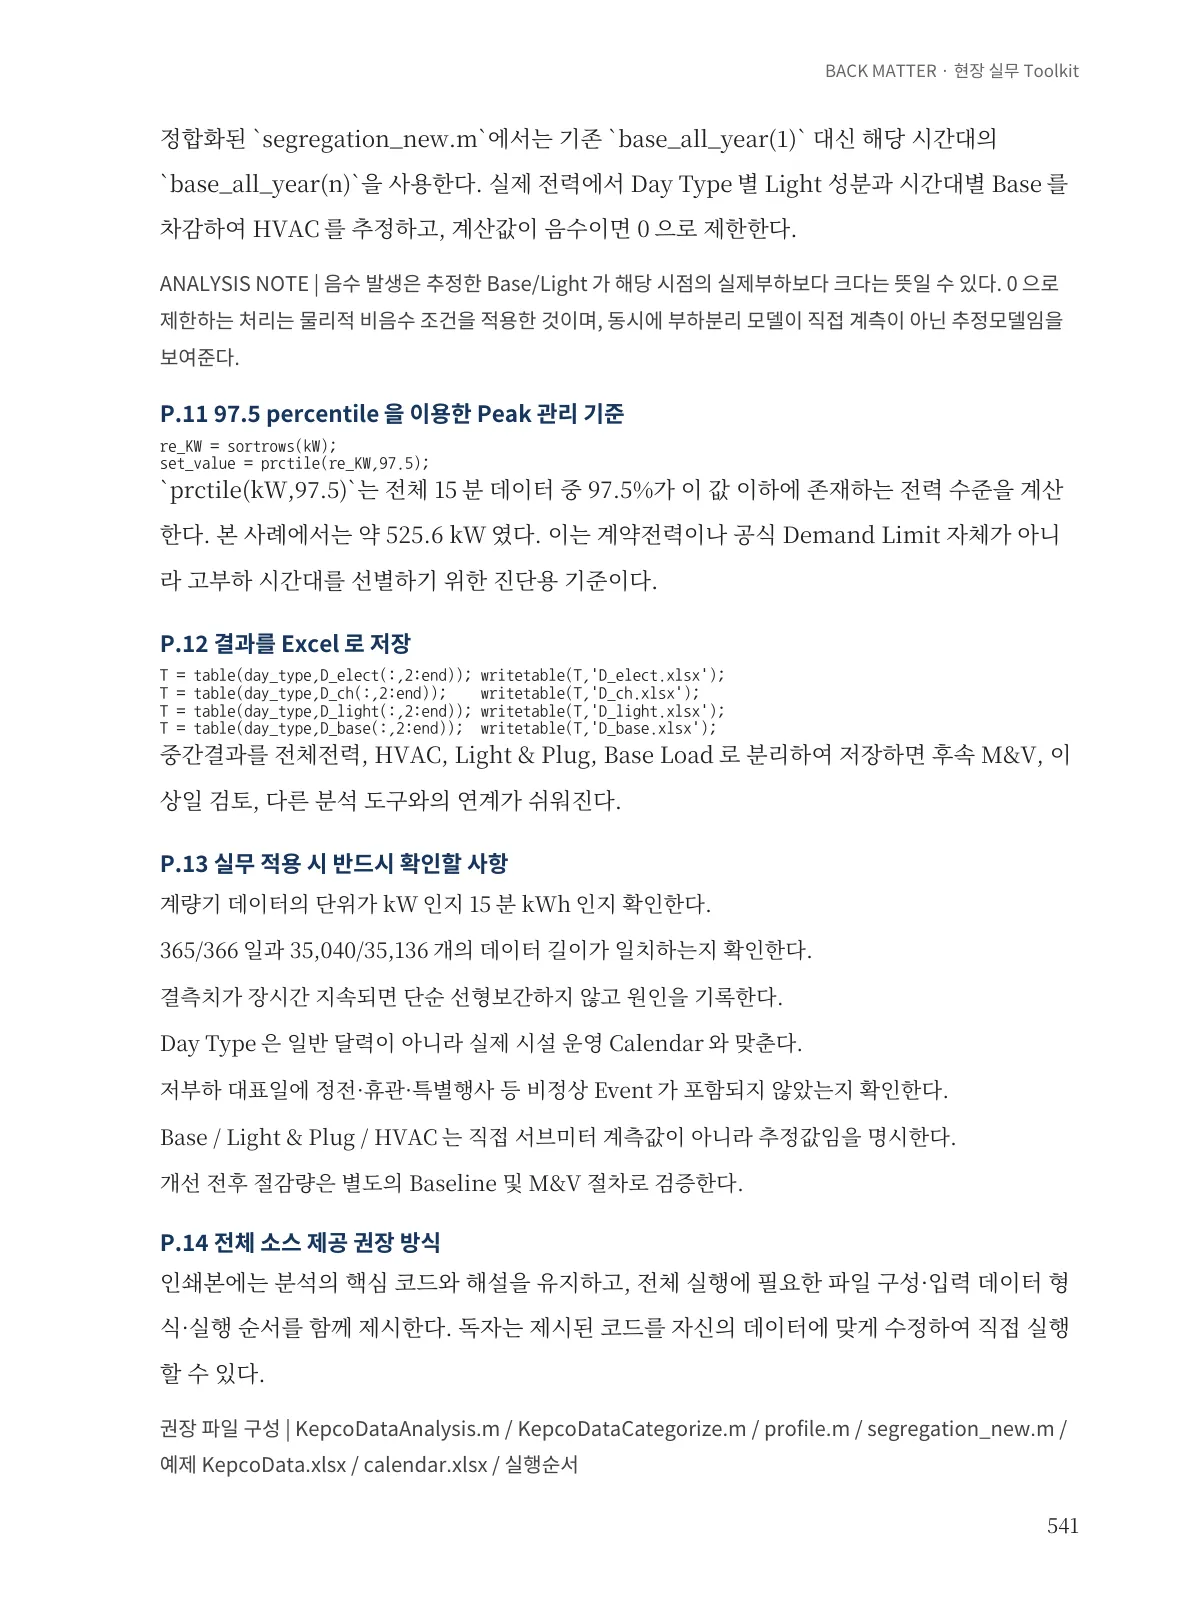 BACK MATTER · 현장 실무 Toolkit
정합화된 `segregation_new.m`에서는 기존 `base_all_year(1)` 대신 해당 시간대의
`base_all_year(n)`을 사용한다. 실제 전력에서 Day Type 별 Light 성분과 시간대별 Base 를
차감하여 HVAC 를 추정하고, 계산값이 음수이면 0 으로 제한한다.
ANALYSIS NOTE | 음수 발생은 추정한 Base/Light 가 해당 시점의 실제부하보다 크다는 뜻일 수 있다. 0 으로
제한하는 처리는 물리적 비음수 조건을 적용한 것이며, 동시에 부하분리 모델이 직접 계측이 아닌 추정모델임을
보여준다.
P.11 97.5 percentile 을 이용한 Peak 관리 기준
re_KW = sortrows(kW);
set_value = prctile(re_KW,97.5);
`prctile(kW,97.5)`는 전체 15 분 데이터 중 97.5%가 이 값 이하에 존재하는 전력 수준을 계산
한다. 본 사례에서는 약 525.6 kW 였다. 이는 계약전력이나 공식 Demand Limit 자체가 아니
라 고부하 시간대를 선별하기 위한 진단용 기준이다.
P.12 결과를 Excel 로 저장
T = table(day_type,D_elect(:,2:end)); writetable(T,'D_elect.xlsx');
T = table(day_type,D_ch(:,2:end));    writetable(T,'D_ch.xlsx');
T = table(day_type,D_light(:,2:end)); writetable(T,'D_light.xlsx');
T = table(day_type,D_base(:,2:end));  writetable(T,'D_base.xlsx');
중간결과를 전체전력, HVAC, Light & Plug, Base Load 로 분리하여 저장하면 후속 M&V, 이
상일 검토, 다른 분석 도구와의 연계가 쉬워진다.
P.13 실무 적용 시 반드시 확인할 사항
계량기 데이터의 단위가 kW 인지 15 분 kWh 인지 확인한다.
365/366 일과 35,040/35,136 개의 데이터 길이가 일치하는지 확인한다.
결측치가 장시간 지속되면 단순 선형보간하지 않고 원인을 기록한다.
Day Type 은 일반 달력이 아니라 실제 시설 운영 Calendar 와 맞춘다.
저부하 대표일에 정전·휴관·특별행사 등 비정상 Event 가 포함되지 않았는지 확인한다.
Base / Light & Plug / HVAC 는 직접 서브미터 계측값이 아니라 추정값임을 명시한다.
개선 전후 절감량은 별도의 Baseline 및 M&V 절차로 검증한다.
P.14 전체 소스 제공 권장 방식
인쇄본에는 분석의 핵심 코드와 해설을 유지하고, 전체 실행에 필요한 파일 구성·입력 데이터 형
식·실행 순서를 함께 제시한다. 독자는 제시된 코드를 자신의 데이터에 맞게 수정하여 직접 실행
할 수 있다.
권장 파일 구성 | KepcoDataAnalysis.m / KepcoDataCategorize.m / profile.m / segregation_new.m /
예제 KepcoData.xlsx / calendar.xlsx / 실행순서
541